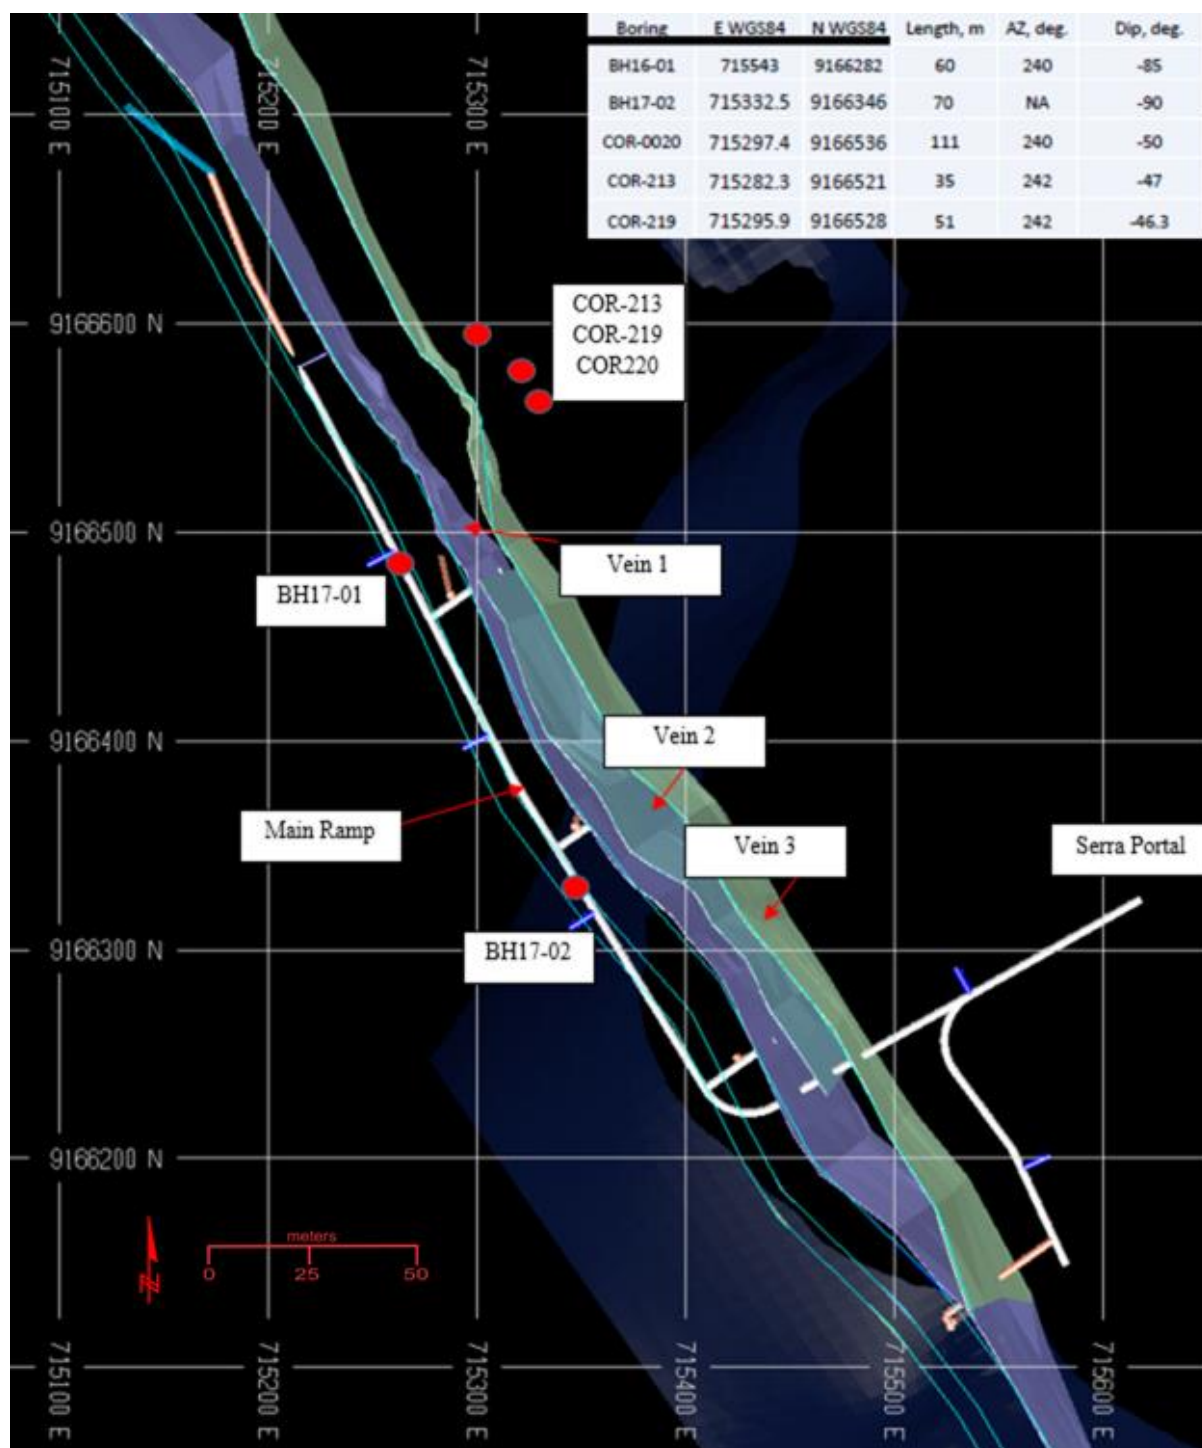 Boring E WGS84 N WGS84 Length, m AZ, deg. Dip, deg.
BH16-01 715543 9166282 60 240 -85
BH17-02 715332.5 9166346 70 NA -90
COR-0020 715297.4 9166536 111 240 -50
COR-213 715282.3 9166521 35 242 -47
COR-219 715295.9 9166528 51 242 -46.3
715100 E
715200 E
715300 E
COR-213
COR-219
COR220
9166600 N
9166500 N
Vein 1
BH17-01
9166400 N
Vein 2
Main Ramp
Vein 3
Serra Portal
9166300 N
BH17-02
9166200 N
N
meters
0 25 50
715100 E
715200 E
715300 E
715400 E
715500 E
715600 E